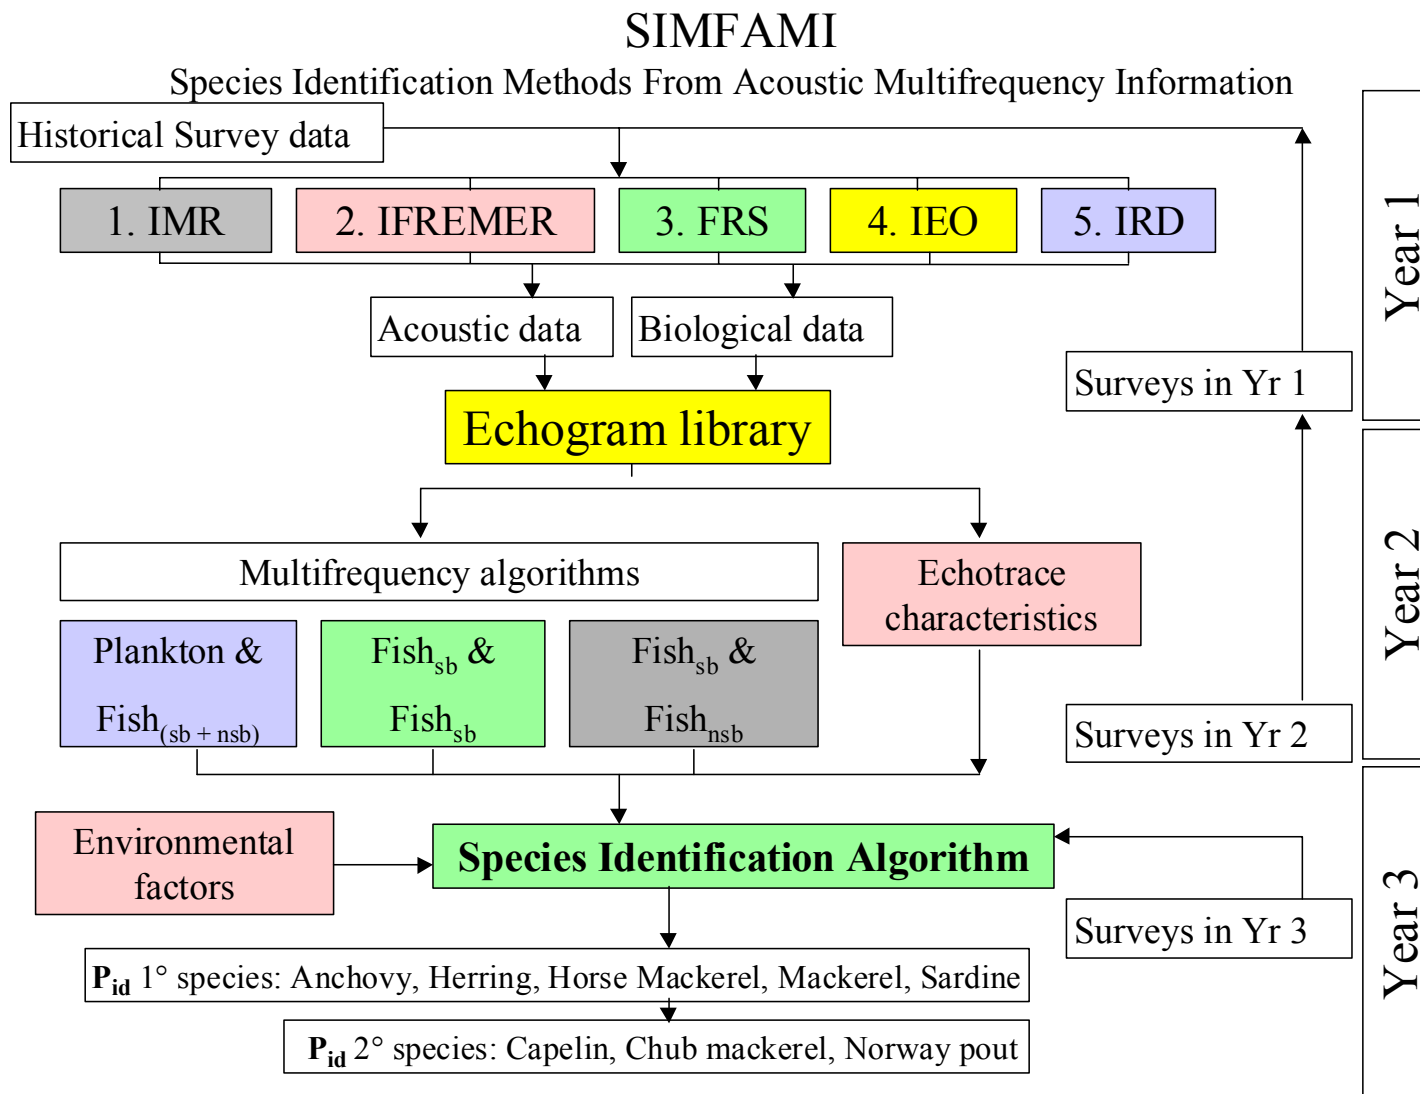 SIMFAMI
Species Identification Methods From Acoustic Multifrequency Information
Historical Survey data
1. IMR
2. IFREMER
3. FRS
4. IEO
5. IRD
Year 1
Acoustic data
Biological data
Surveys in Yr 1
Echogram library
Multifrequency algorithms
Echotrace
characteristics
Year 2
Plankton &
Fish(sb + nsb)
Fishsb &
Fishsb
Fishsb &
Fishnsb
Surveys in Yr 2
Environmental
factors
Species Identification Algorithm
Surveys in Yr 3
Year 3
Pid 1° species: Anchovy, Herring, Horse Mackerel, Mackerel, Sardine
Pid 2° species: Capelin, Chub mackerel, Norway pout